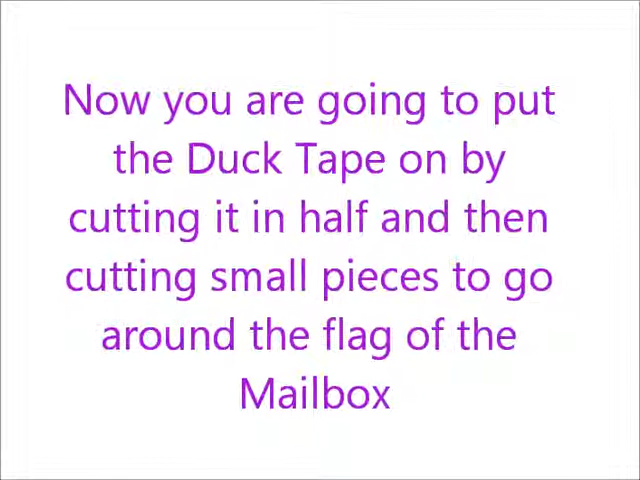 Now you are going to put
the Duck Tape on by
cutting it in half and then
cutting small pieces to go
around the flag of the
Mailbox